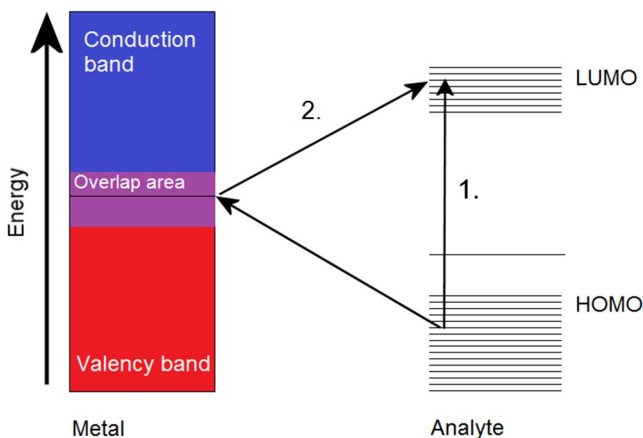 Conduction
band
LUMO
2.
Overlap area
1.
Energy
HOMO
Valency band
Metal
Analyte